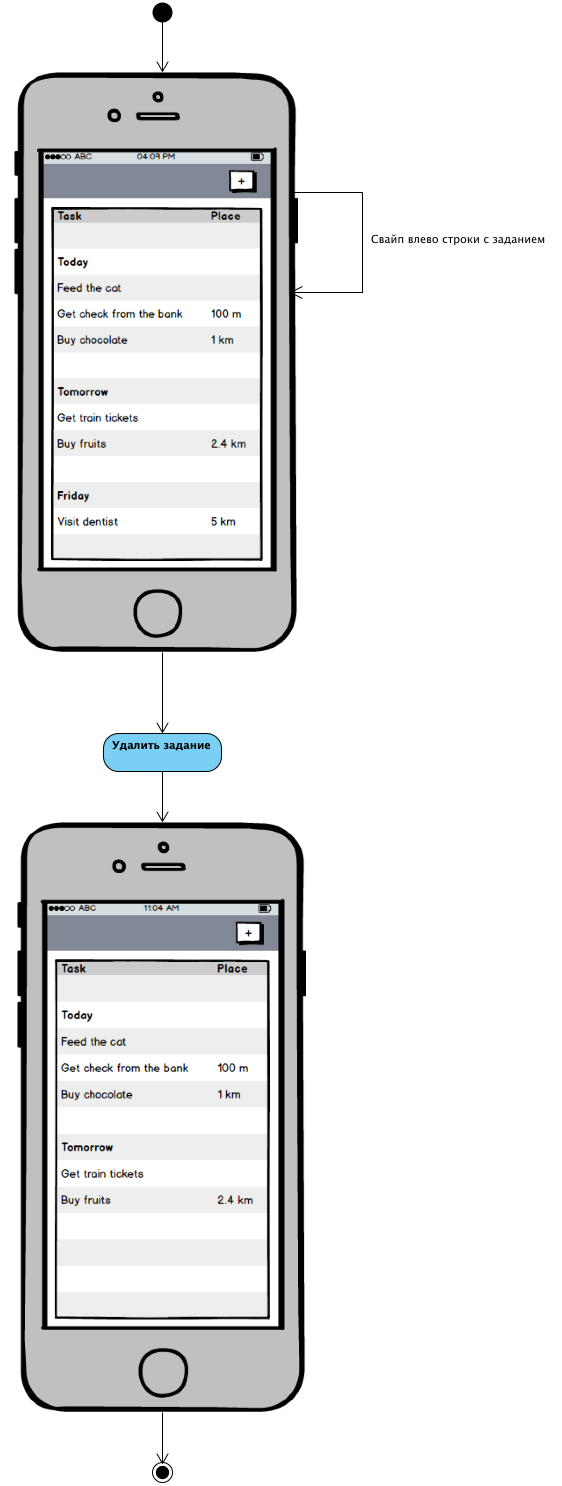 ●●●○○ ABC 04:09 PM
+
Task Place
Свайп влево строки с заданием
Today
Feed the cat
Get check from the bank 100 m
Buy chocolate 1 km
Tomorrow
Get train tickets
Buy fruits 2.4 km
Friday
Visit dentist 5 km
Удалить задание
●●●○○ ABC 11:04 AM
+
Task Place
Today
Feed the cat
Get check from the bank 100 m
Buy chocolate 1 km
Tomorrow
Get train tickets
Buy fruits 2.4 km